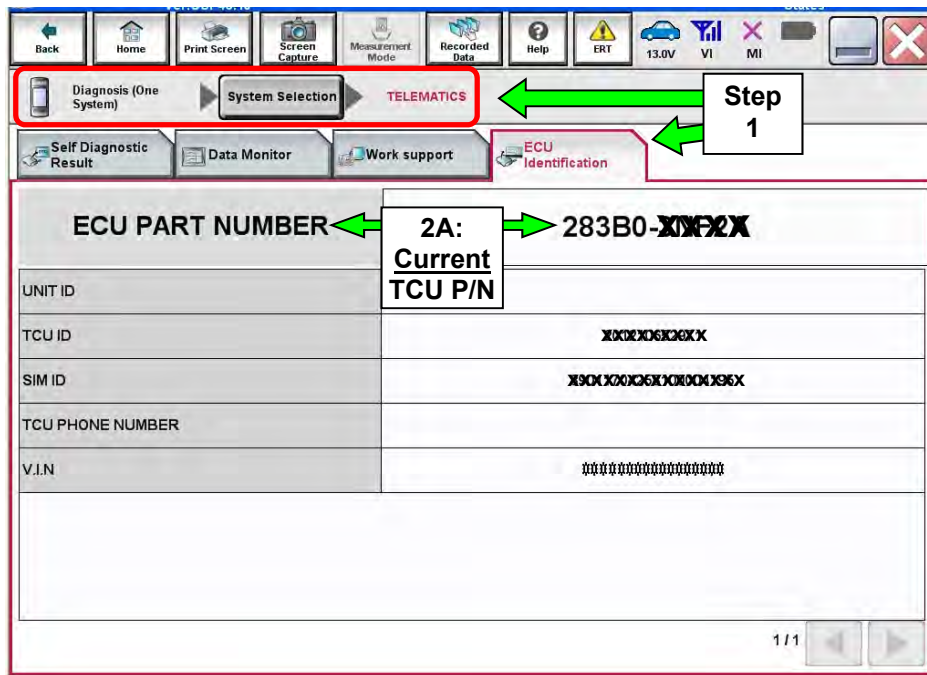 Back
Home
Print Screen
Screen
Capture
Measurement
Mode
Recorded
Data
Help
ERT
13.0V
VI
MI
Diagnosis (One
System)
System Selection
TELEMATICS
Step
1
Self Diagnostic
Result
Data Monitor
Work support
ECU
Identification
ECU PART NUMBER
2A:
Current
TCU P/N
283B0-
UNIT ID
TCU ID
SIM ID
TCU PHONE NUMBER
V.I.N
1/1